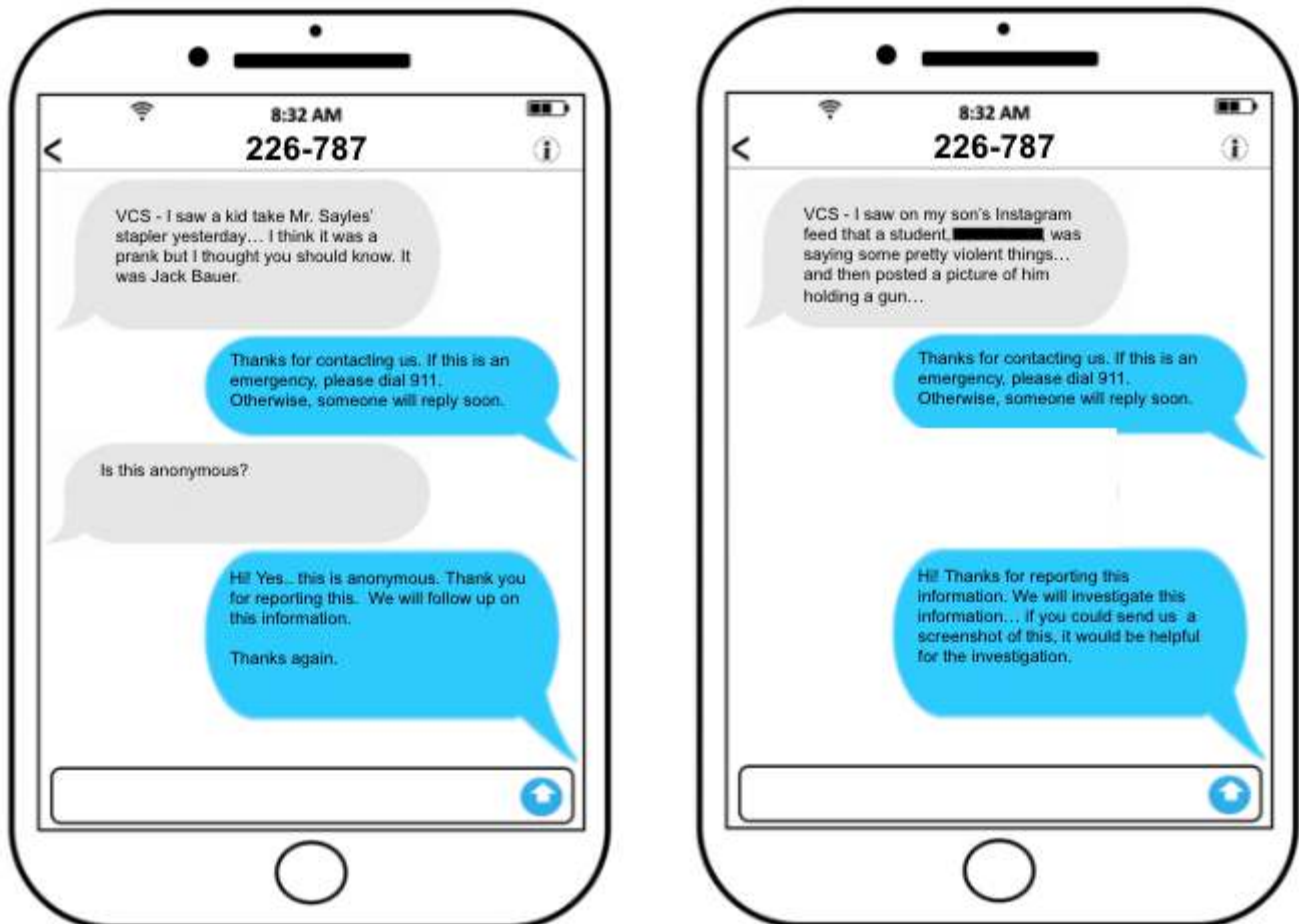 8:32 AM
226-787
VCS - I saw a kid take Mr. Sayles'
stapler yesterday... I think it was a
prank but I thought you should know. It
was Jack Bauer.
Thanks for contacting us. If this is an
emergency, please dial 911.
Otherwise, someone will reply soon.
Is this anonymous?
Hi! Yes.. this is anonymous. Thank you
for reporting this.  We will follow up on
this information.
Thanks again.
8:32 AM
226-787
VCS - I saw on my son's Instagram
feed that a student, , was
saying some pretty violent things...
and then posted a picture of him
holding a gun...
Thanks for contacting us. If this is an
emergency, please dial 911.
Otherwise, someone will reply soon.
Hi! Thanks for reporting this
information. We will investigate this
information... if you could send us  a
screenshot of this, it would be helpful
for the investigation.